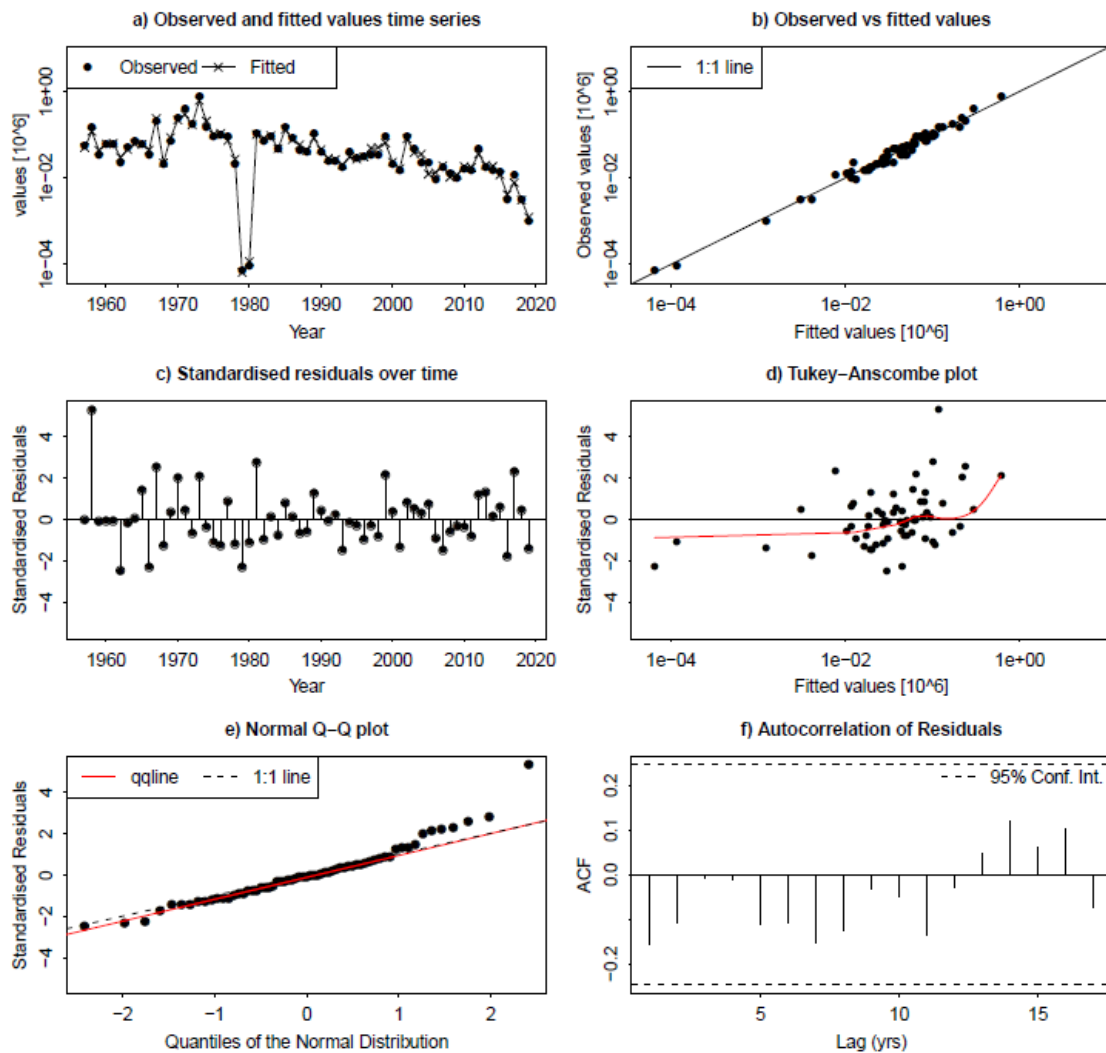 a) Observed and fitted values time series
Observed Fitted
values [10^6]
1e+00
1e−02
1e−04
1960 1970 1980 1990 2000 2010 2020
Year
b) Observed vs fitted values
1:1 line
Observed values [10^6]
1e+00
1e−02
1e−04
1e−04 1e−02 1e+00
Fitted values [10^6]
c) Standardised residuals over time
Standardised Residuals
4
2
0
−2
−4
1960 1970 1980 1990 2000 2010 2020
Year
d) Tukey−Anscombe plot
Standardised Residuals
4
2
0
−2
−4
1e−04 1e−02 1e+00
Fitted values [10^6]
e) Normal Q−Q plot
qqline 1:1 line
Standardised Residuals
4
2
0
−2
−4
−2 −1 0 1 2
Quantiles of the Normal Distribution
f) Autocorrelation of Residuals
95% Conf. Int.
ACF
0.2
0.1
0.0
−0.2
5 10 15
Lag (yrs)